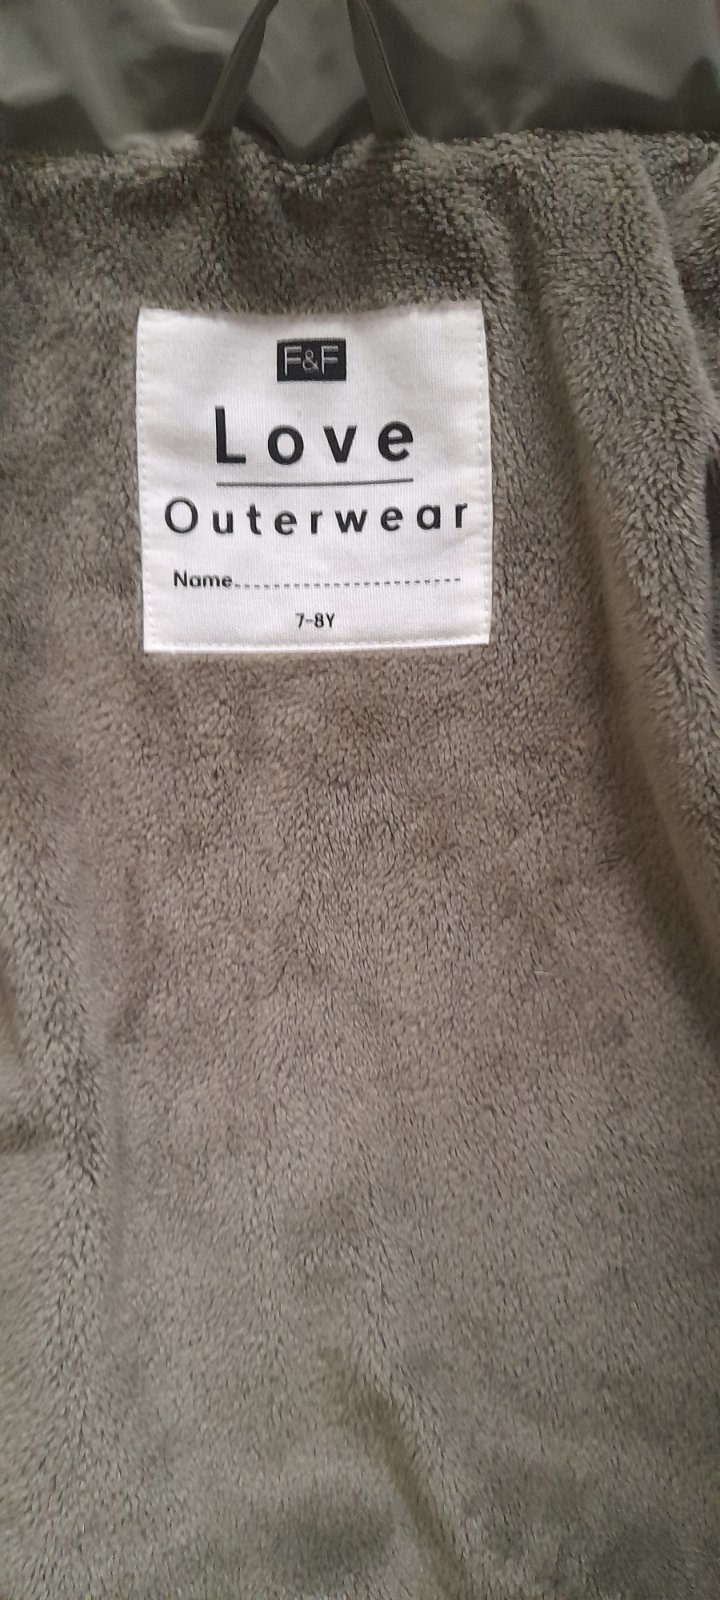 F&F
Love
Outerwear
Name.......................
7-8Y